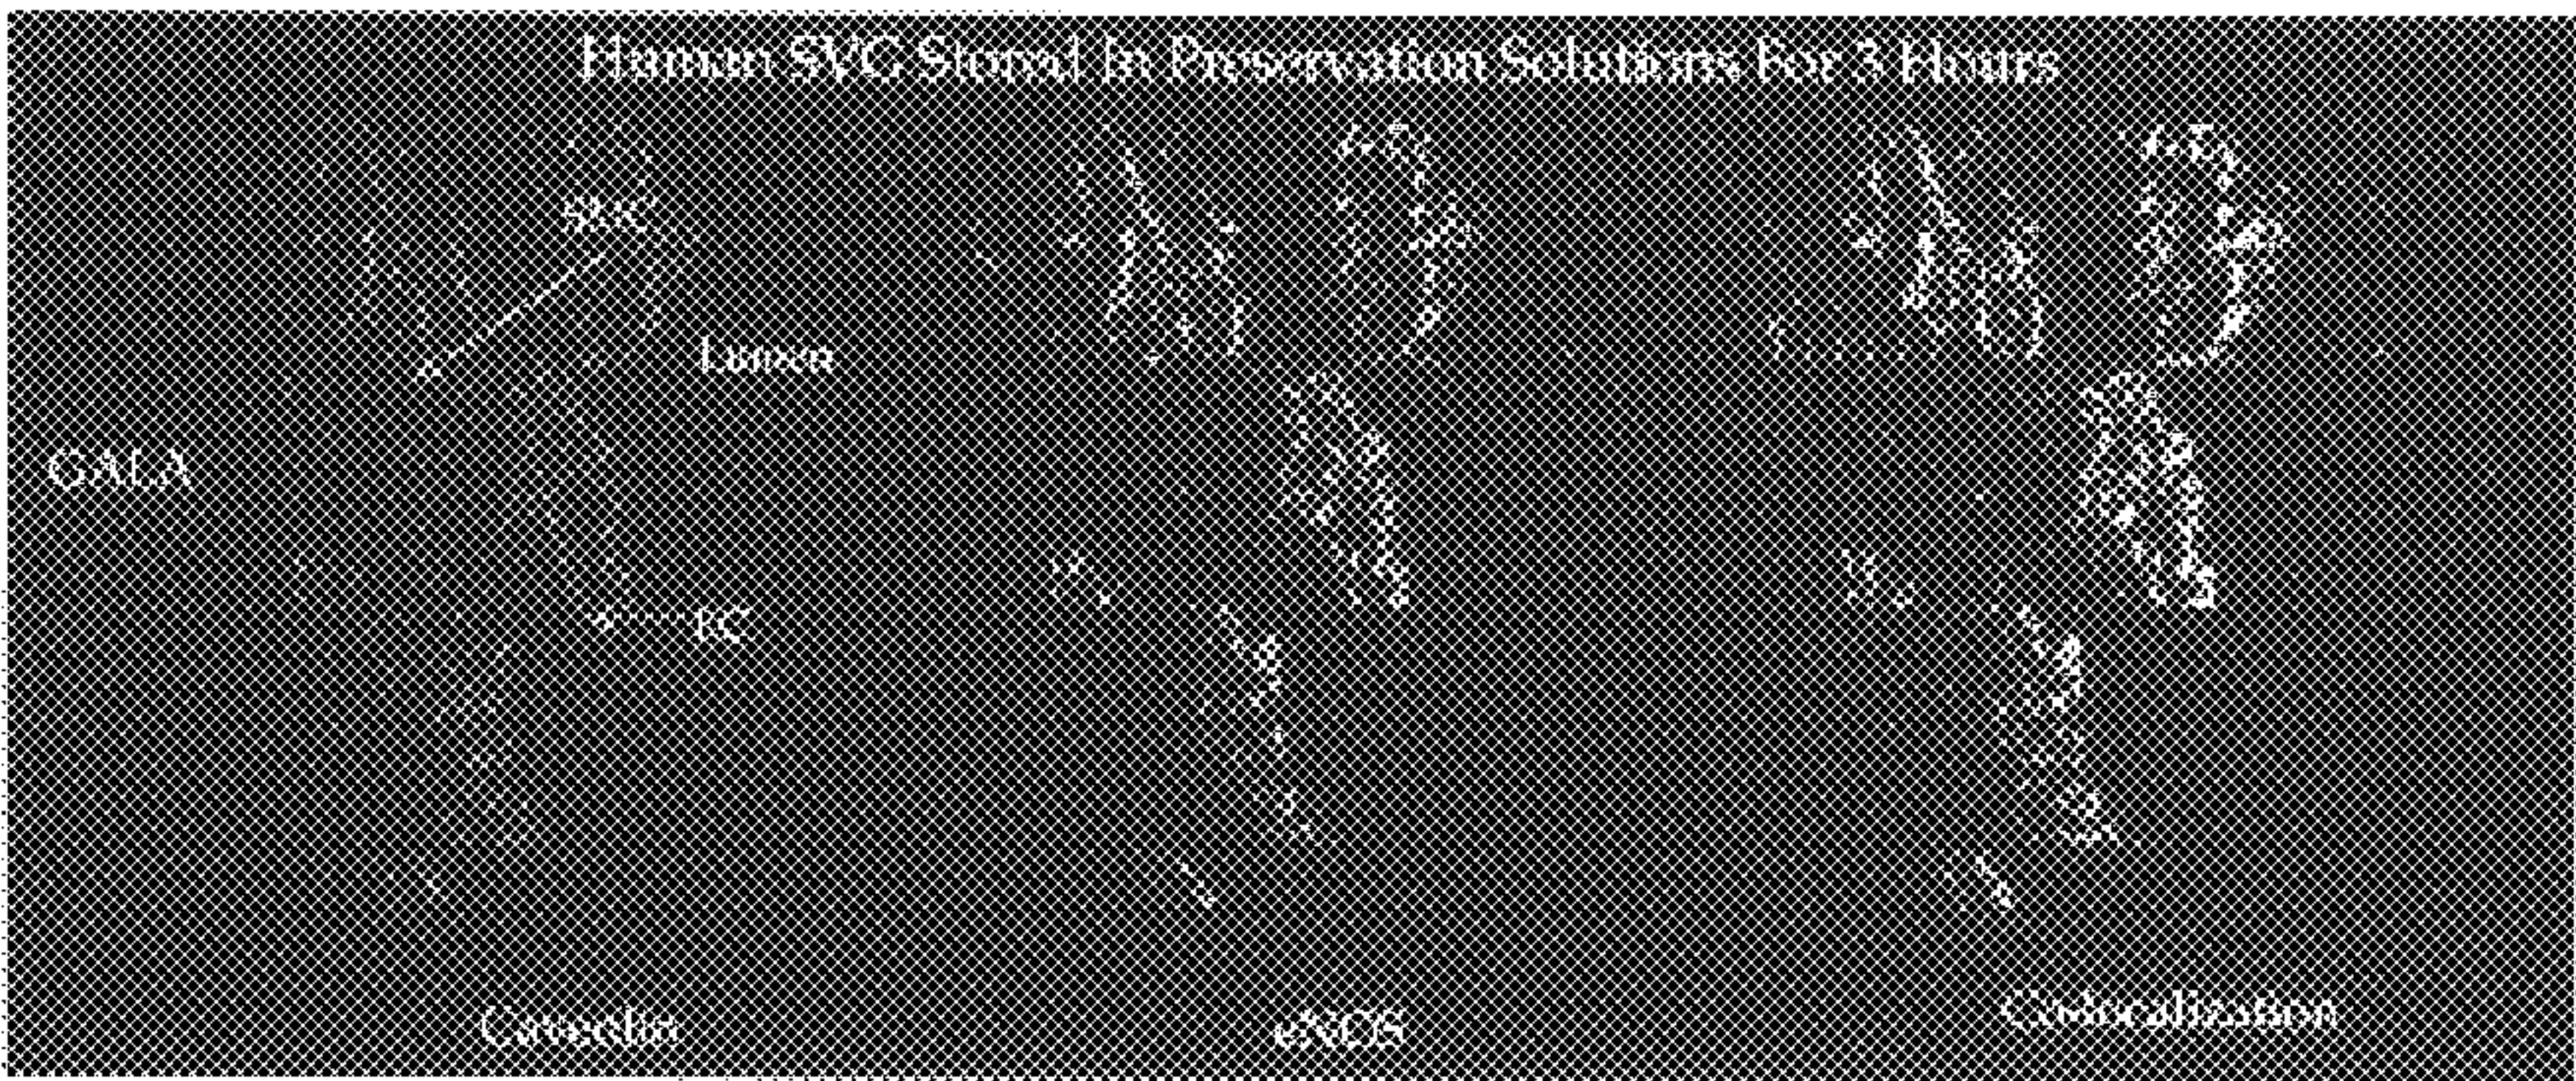 Human SVG Stored In Preservation Solutions For 3 Hours
SMC
Lumen
GALA
EC
Caveolin
eNOS
Colocalization